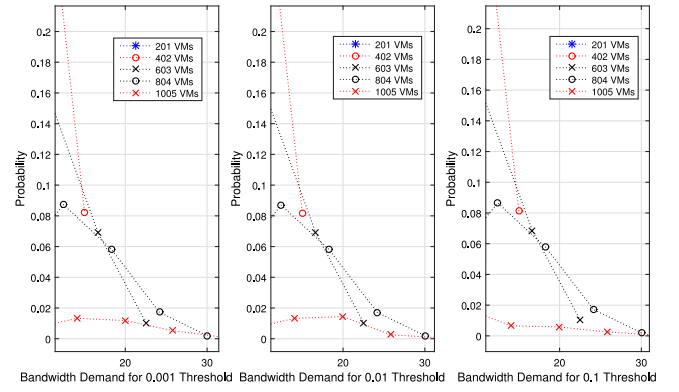 0.2
0.18
0.16
0.14
0.12
0.1
0.08
0.06
0.04
0.02
0
Probability
201 VMs
402 VMs
603 VMs
804 VMs
1005 VMs
20
30
Bandwidth Demand for 0.001 Threshold
0.2
0.18
0.16
0.14
0.12
0.1
0.08
0.06
0.04
0.02
0
Probability
201 VMs
402 VMs
603 VMs
804 VMs
1005 VMs
20
30
Bandwidth Demand for 0.01 Threshold
0.2
0.18
0.16
0.14
0.12
0.1
0.08
0.06
0.04
0.02
0
Probability
201 VMs
402 VMs
603 VMs
804 VMs
1005 VMs
20
30
Bandwidth Demand for 0.1 Threshold